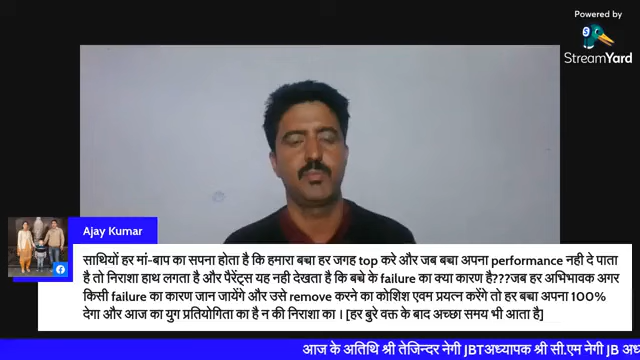 Powered by
StreamYard
Ajay Kumar
साथियों हर मां-बाप का सपना होता है कि हमारा बच्चा हर जगह top करे और जब बच्चा अपना performance नही दे पाता
है तो निराशा हाथ लगता है और पैरेंट्स यह नही देखता है कि बच्चे के failure का क्या कारण है???जब हर अभिभावक अगर
किसी failure का कारण जान जायेंगे और उसे remove करने का कोशिश एवम प्रयत्न करेंगे तो हर बच्चा अपना 100%
देगा और आज का युग प्रतियोगिता का है न की निराशा का । [हर बुरे वक्त के बाद अच्छा समय भी आता है]
आज के अतिथि श्री तेजिन्दर नेगी JBTअध्यापक श्री सी.एम नेगी JB